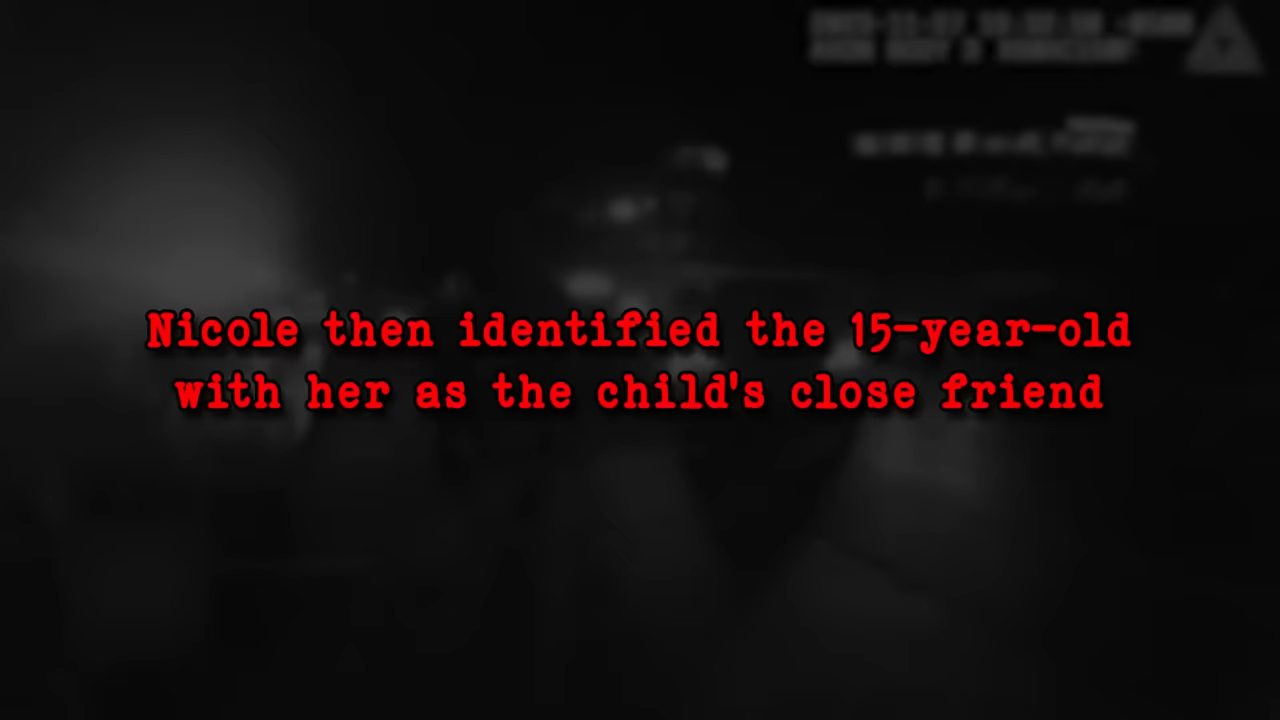 Nicole then identified the 15-year-old
with her as the child's close friend